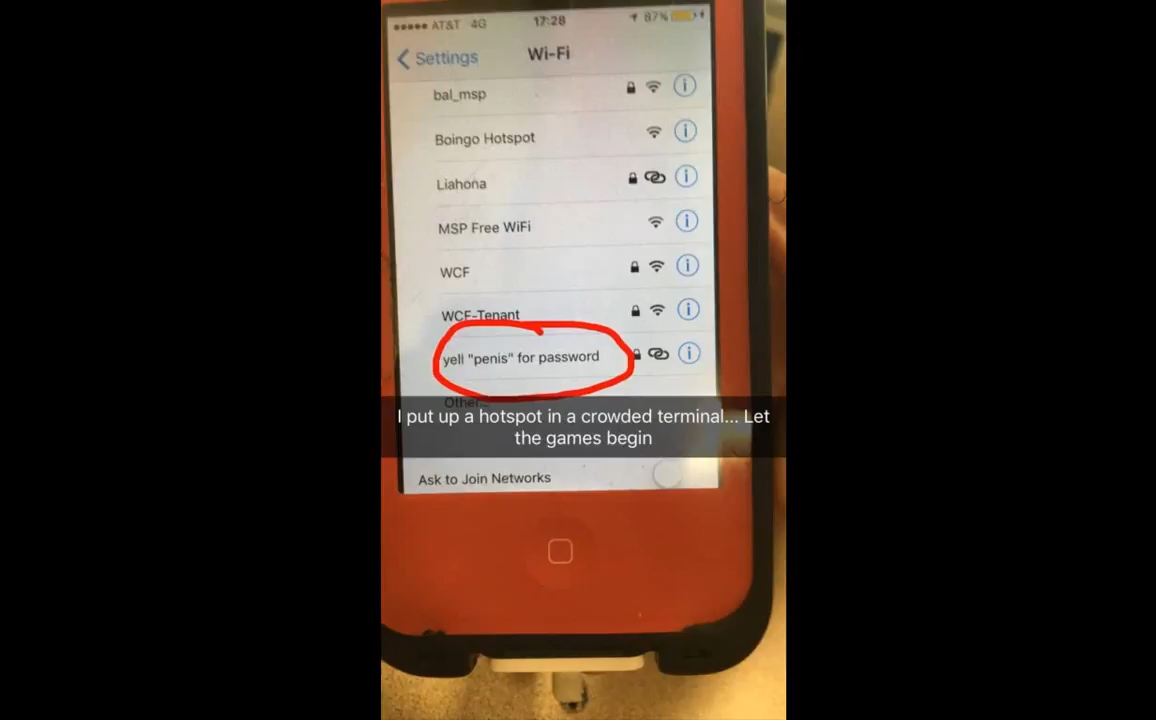 AT&T 4G 17:28 87%
Settings Wi-Fi
bal_msp
Boingo Hotspot
Liahona
MSP Free WiFi
WCF
WCF-Tenant
yell "penis" for password
Other...
I put up a hotspot in a crowded terminal... Let
the games begin
Ask to Join Networks